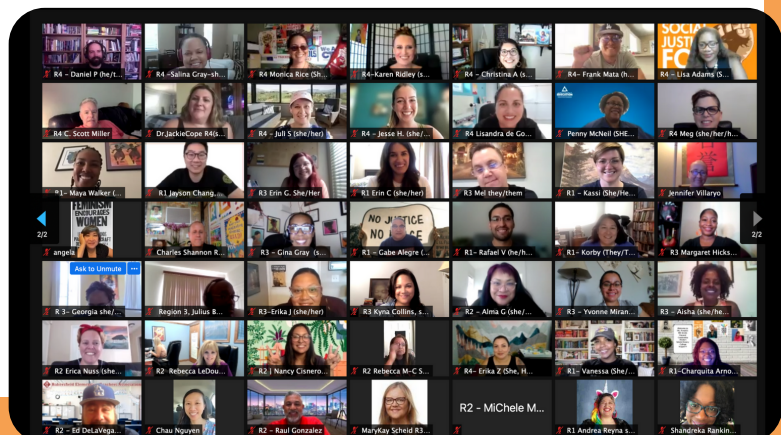 SOCIAL
JUSTI
FO
R4 - Daniel P (he/t...
R4 -Salina Gray-sh...
R4 Monica Rice (Sh...
R4-Karen Ridley (s...
R4 - Christina A (s...
R4- Frank Mata (h...
R4 - Lisa Adams (S...
R4 C. Scott Miller
Dr.JackieCope R4(s...
R4 - Juli S (she/her)
R4 - Jesse H. (she/...
R4 Lisandra de Go...
Penny McNeil (SHE...
R4 Meg (she/her/h...
R1- Maya Walker (...
R1 Jayson Chang,...
R3 Erin G. She/Her
R1 Erin C (she/her)
R3 Mel they/them
R1 - Kassi (She/He...
Jennifer Villaryo
2/2
FEMINISM
ENCOURAGES
WOMEN
NO JUSTICE
NO
ACE
2/2
angela
Charles Shannon R...
R3 - Gina Gray (s...
R1- Gabe Alegre (...
R1- Rafael V (he/h...
R1 - Korby (They/T...
R3 Margaret Hicks...
Ask to Unmute
R 3- Georgia she/...
Region 3, Julius B...
R3-Erika J (she/her)
R3 Kyna Collins, s...
R2 - Alma G (she/...
R3 - Yvonne Miran...
R3 - Aisha (she/he...
R2 Erica Nuss (she...
R2 Rebecca LeDou...
R2 | Nancy Cisnero...
R2 Rebecca M-C S...
R4- Erika Z (She, H...
R1- Vanessa (She/...
R1-Charquita Arno...
R2 - MiChele M...
R2 - Ed DeLaVega...
Chau Nguyen
R2 - Raul Gonzalez
MaryKay Scheid R3...
R1 Andrea Reyna s...
Shandreka Rankin...